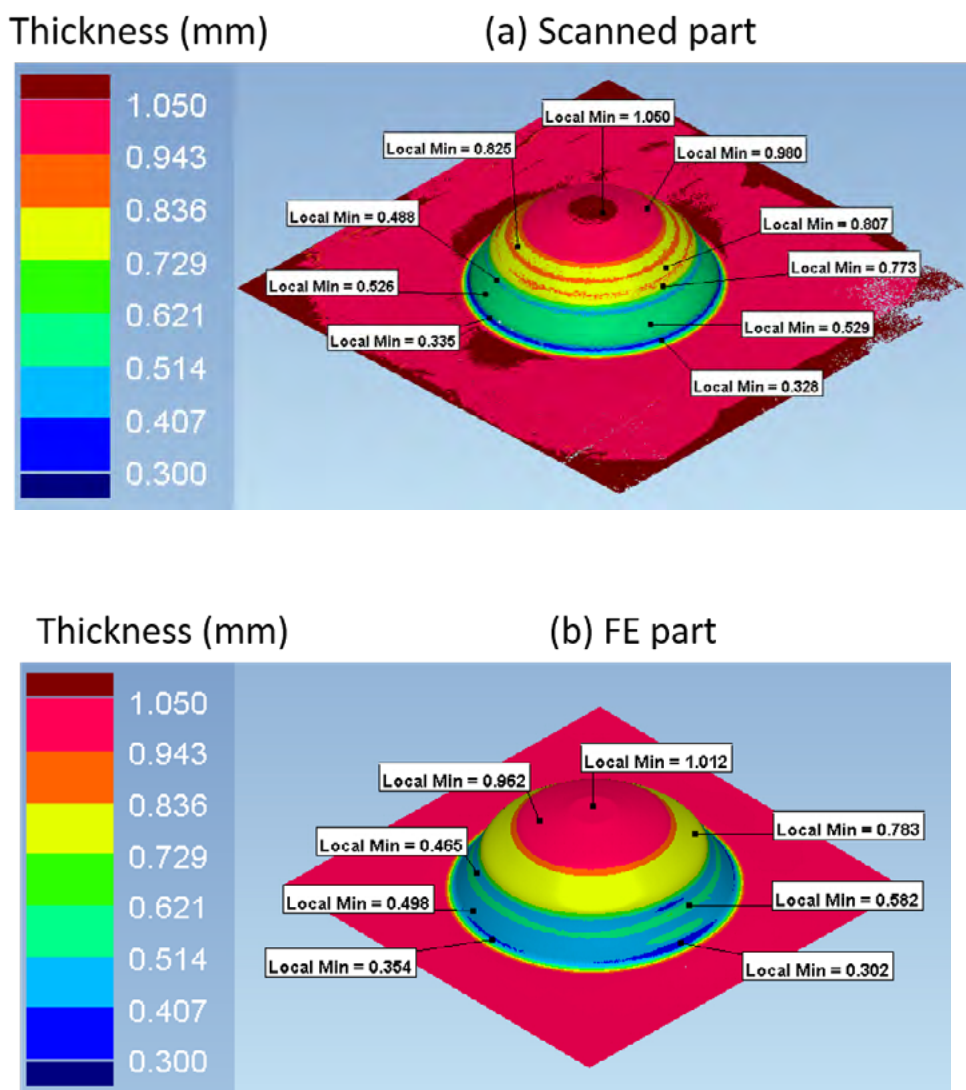 Thickness (mm)
(a) Scanned part
1.050
0.943
0.836
0.729
0.621
0.514
0.407
0.300
Local Min = 1.050
Local Min = 0.825
Local Min = 0.980
Local Min = 0.488
Local Min = 0.807
Local Min = 0.773
Local Min = 0.526
Local Min = 0.529
Local Min = 0.335
Local Min = 0.328
Thickness (mm)
(b) FE part
1.050
0.943
0.836
0.729
0.621
0.514
0.407
0.300
Local Min = 1.012
Local Min = 0.962
Local Min = 0.783
Local Min = 0.465
Local Min = 0.582
Local Min = 0.498
Local Min = 0.354
Local Min = 0.302